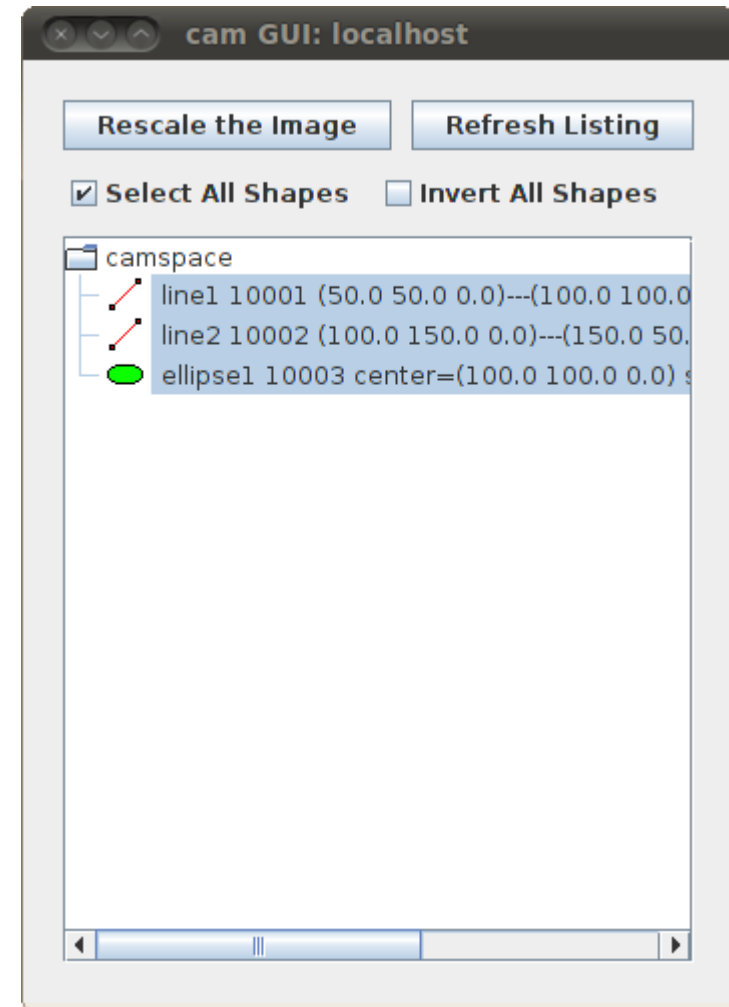 cam GUI: localhost
Rescale the Image Refresh Listing
Select All Shapes Invert All Shapes
camspace
line1 10001 (50.0 50.0 0.0)---(100.0 100.0
line2 10002 (100.0 150.0 0.0)---(150.0 50.
ellipse1 10003 center=(100.0 100.0 0.0) s